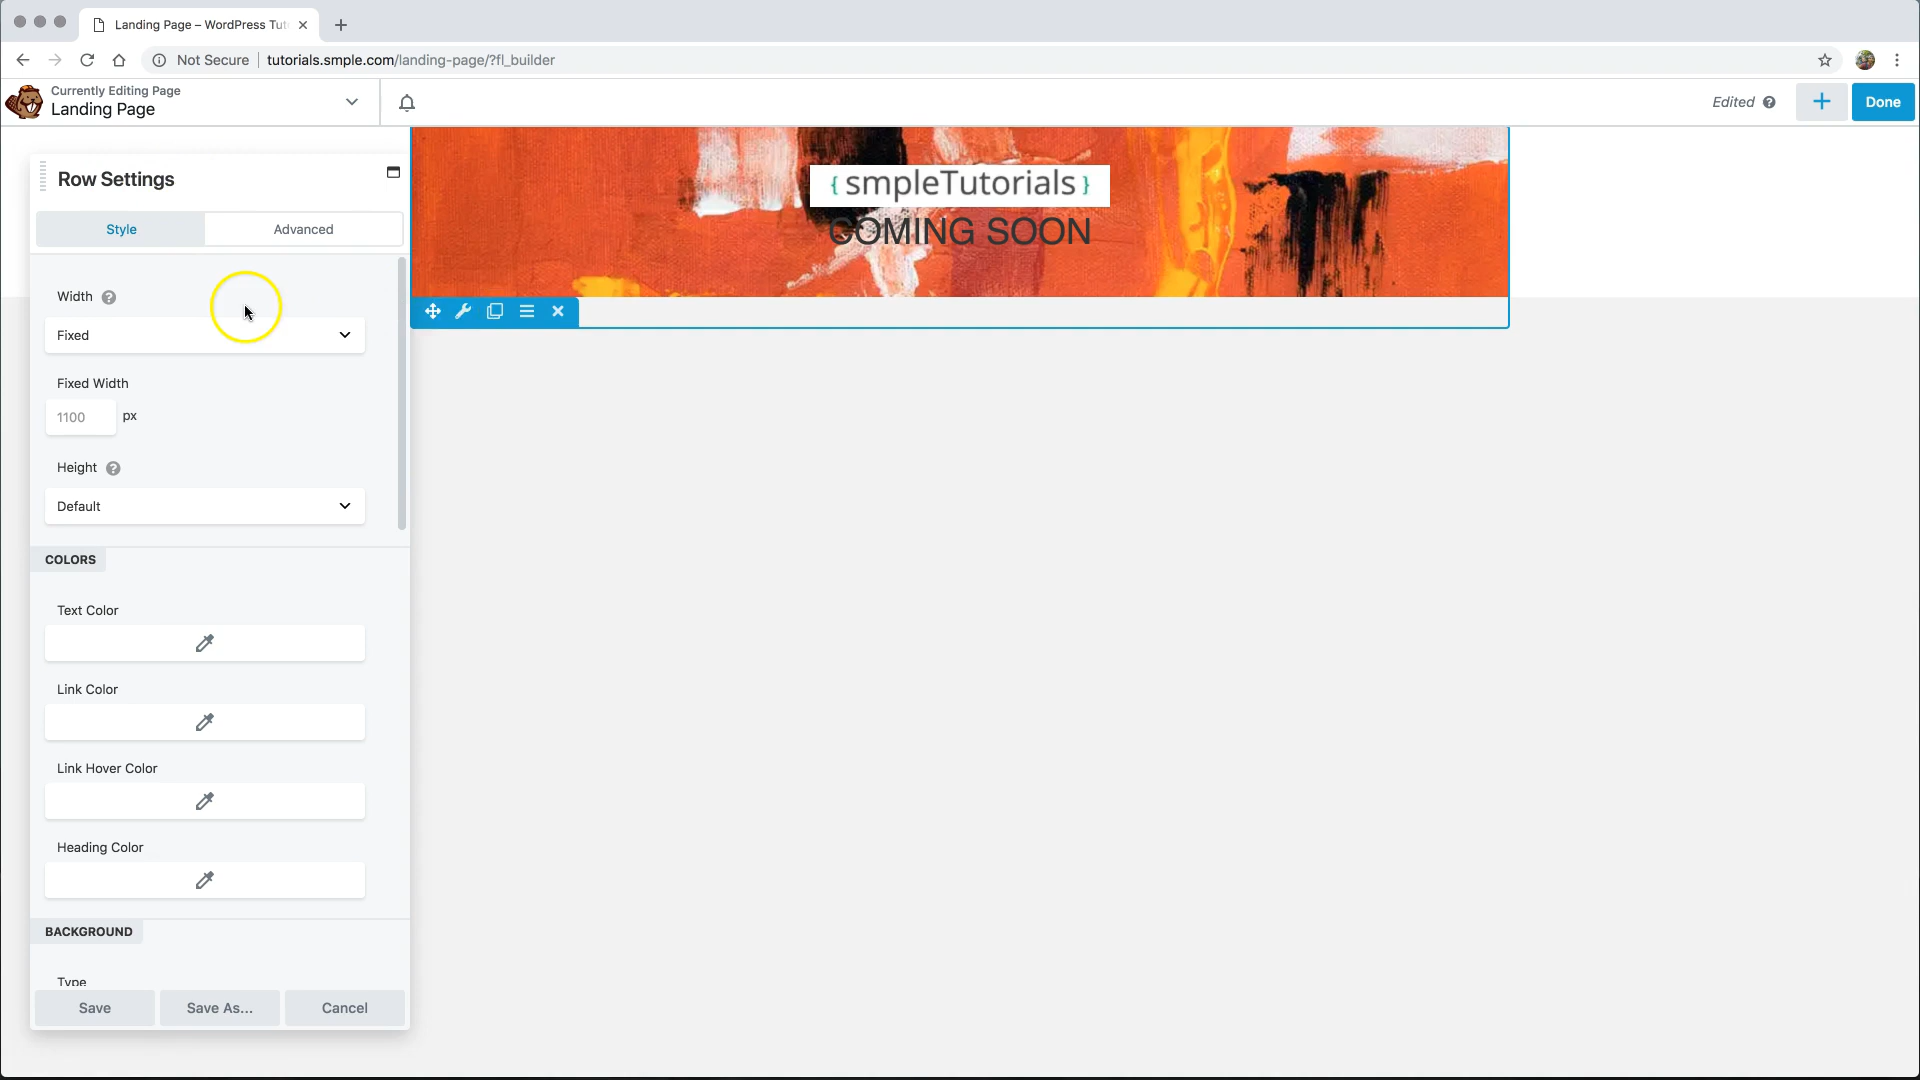 Landing Page – WordPress Tut
Not Secure
tutorials.smple.com/landing-page/?fl_builder
Currently Editing Page
Landing Page
Edited
Done
{ smpleTutorials }
COMING SOON
Row Settings
Style
Advanced
Width
Fixed
Fixed Width
1100 px
Height
Default
COLORS
Text Color
Link Color
Link Hover Color
Heading Color
BACKGROUND
Type
Save
Save As...
Cancel